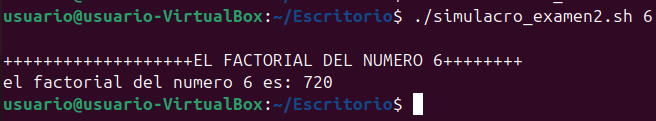 usuario@usuario-VirtualBox:~/Escritorio$ ./simulacro_examen2.sh 6
+++++++++++++++++++EL FACTORIAL DEL NUMERO 6++++++++
el factorial del numero 6 es: 720
usuario@usuario-VirtualBox:~/Escritorio$